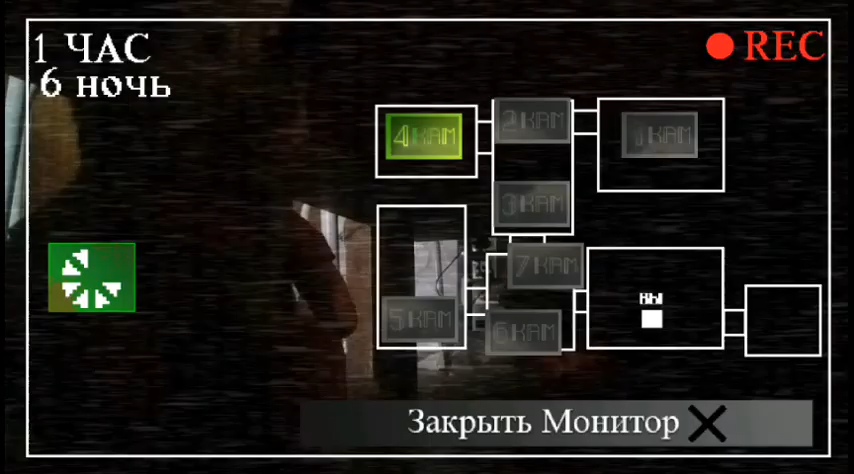 1 ЧАС
REC
6 ночь
4 КАМ
2 КАМ
1 КАМ
3 КАМ
7 КАМ
ВЫ
5 КАМ
6 КАМ
Закрыть Монитор